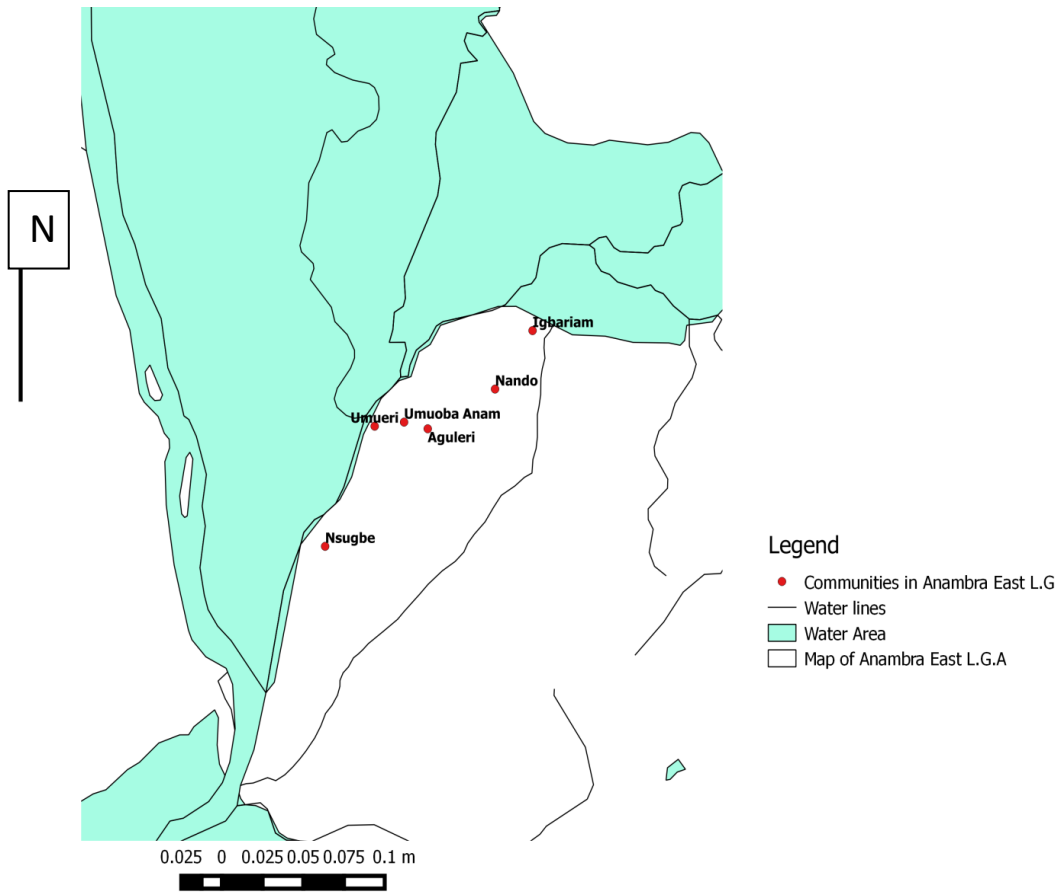 N
Igbariam
Nando
Umueri
Umuoba Anam
Aguleri
Nsugbe
Legend
Communities in Anambra East L.G
Water lines
Water Area
Map of Anambra East L.G.A
0.025 0 0.025 0.05 0.075 0.1 m